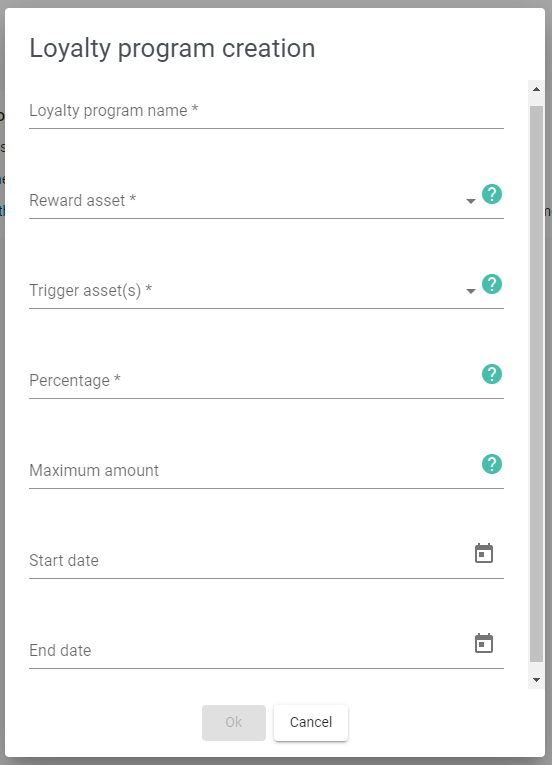 Loyalty program creation
Loyalty program name *
Reward asset *
?
Trigger asset(s) *
?
Percentage *
?
Maximum amount
?
Start date
End date
Ok
Cancel